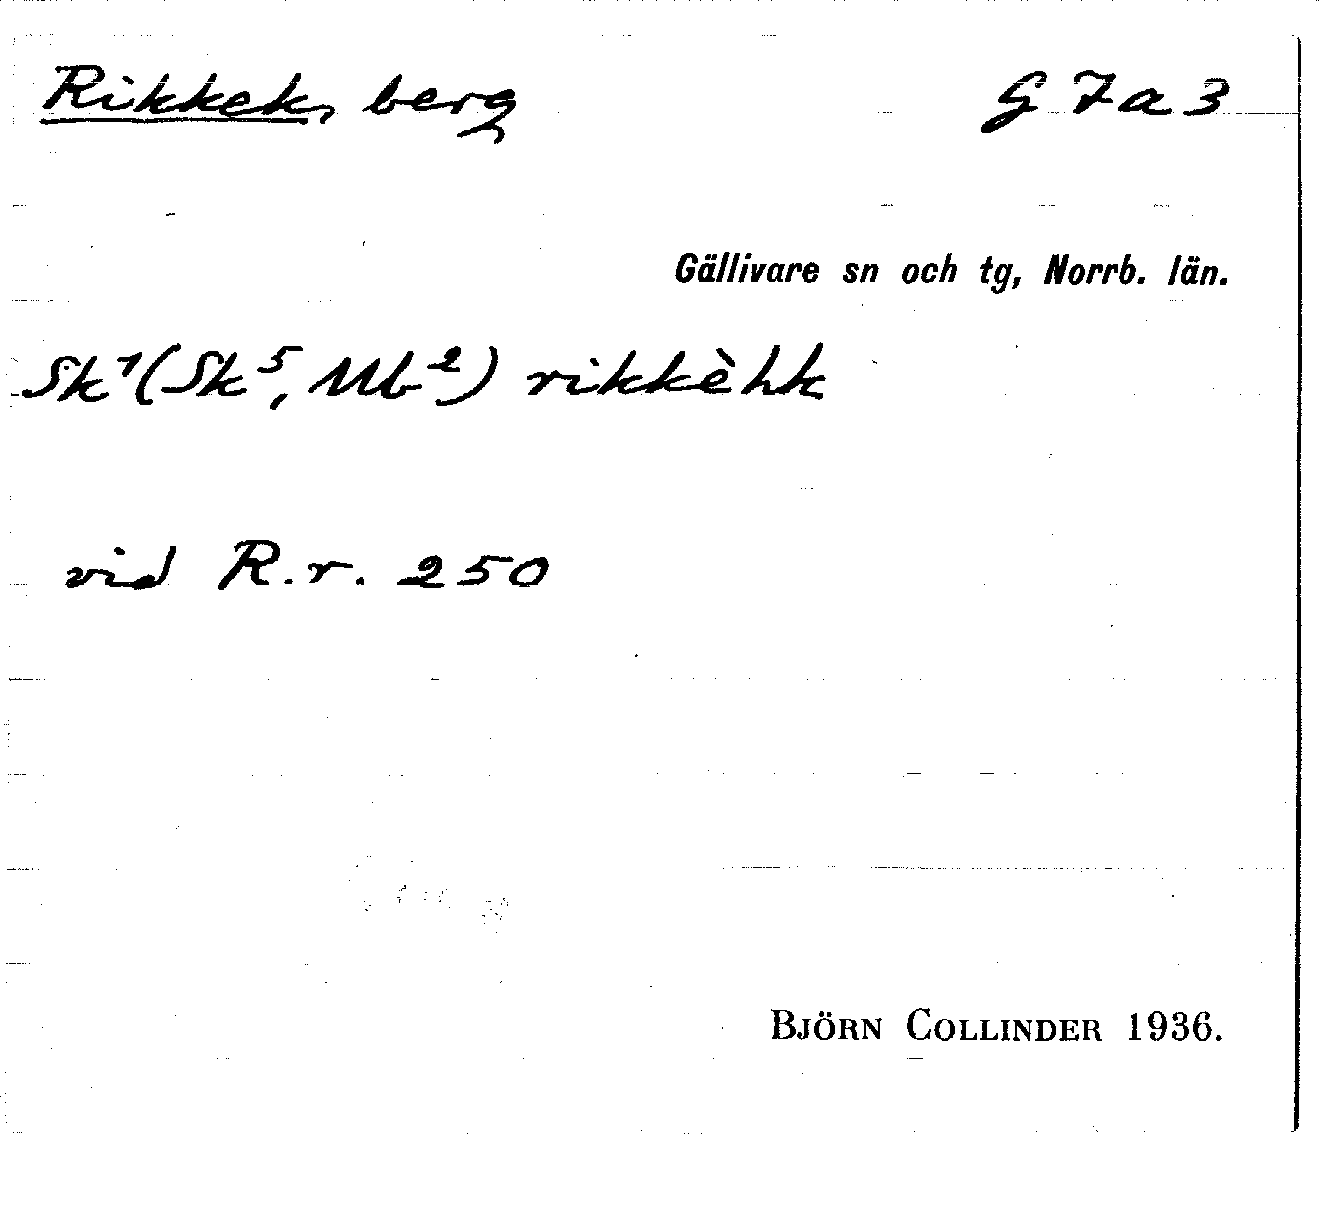 Rikkek, berg G 7 a 3
Gällivare sn och tg, Norrb. län.
Sk¹ (Sk⁵, Mb²) rikkèhk
vid R.r. 250
BJÖRN COLLINDER 1936.